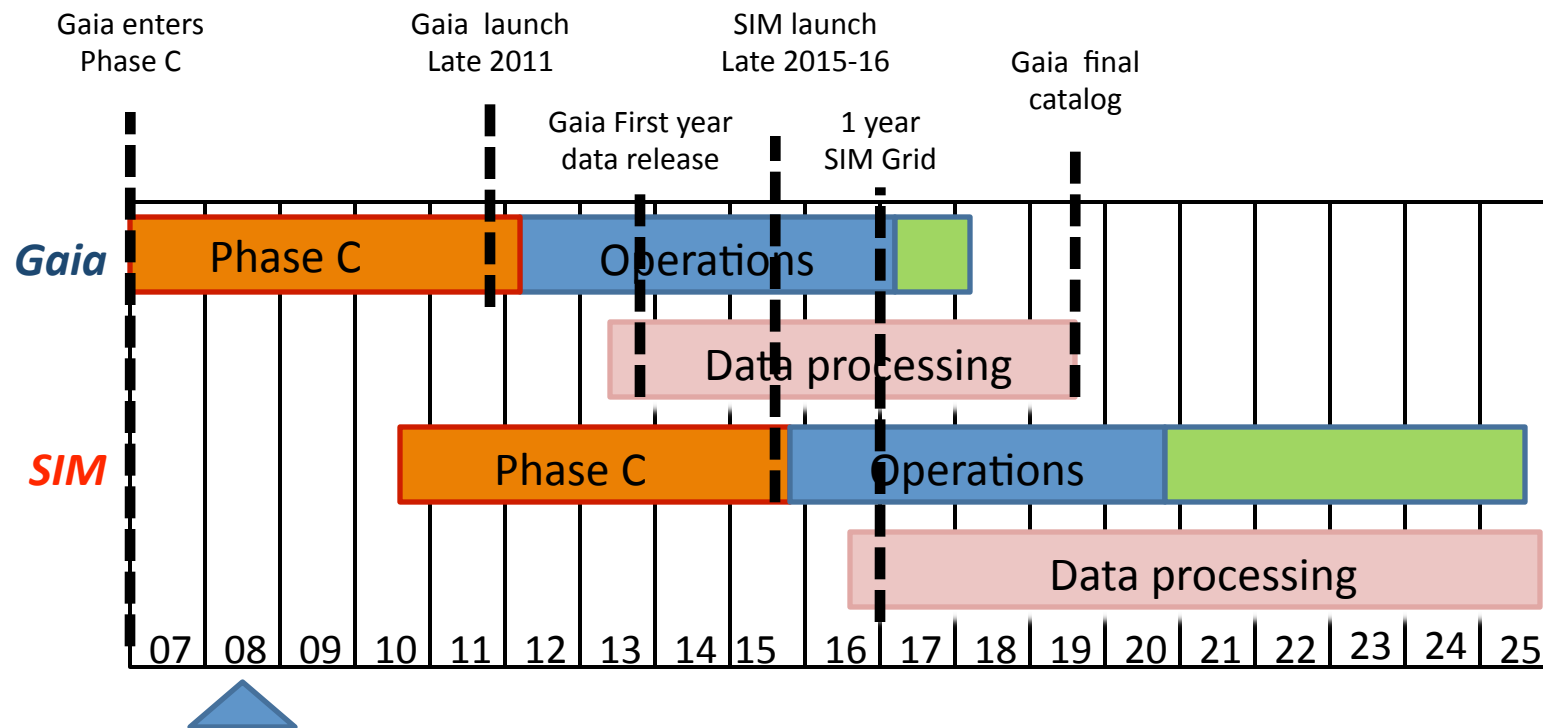 Gaia enters
Phase C
Gaia launch
Late 2011
SIM launch
Late 2015-16
Gaia final
catalog
Gaia First year
data release
1 year
SIM Grid
Gaia
Phase C
Operations
Data processing
SIM
Phase C
Operations
Data processing
07 08 09 10 11 12 13 14 15 16 17 18 19 20 21 22 23 24 25